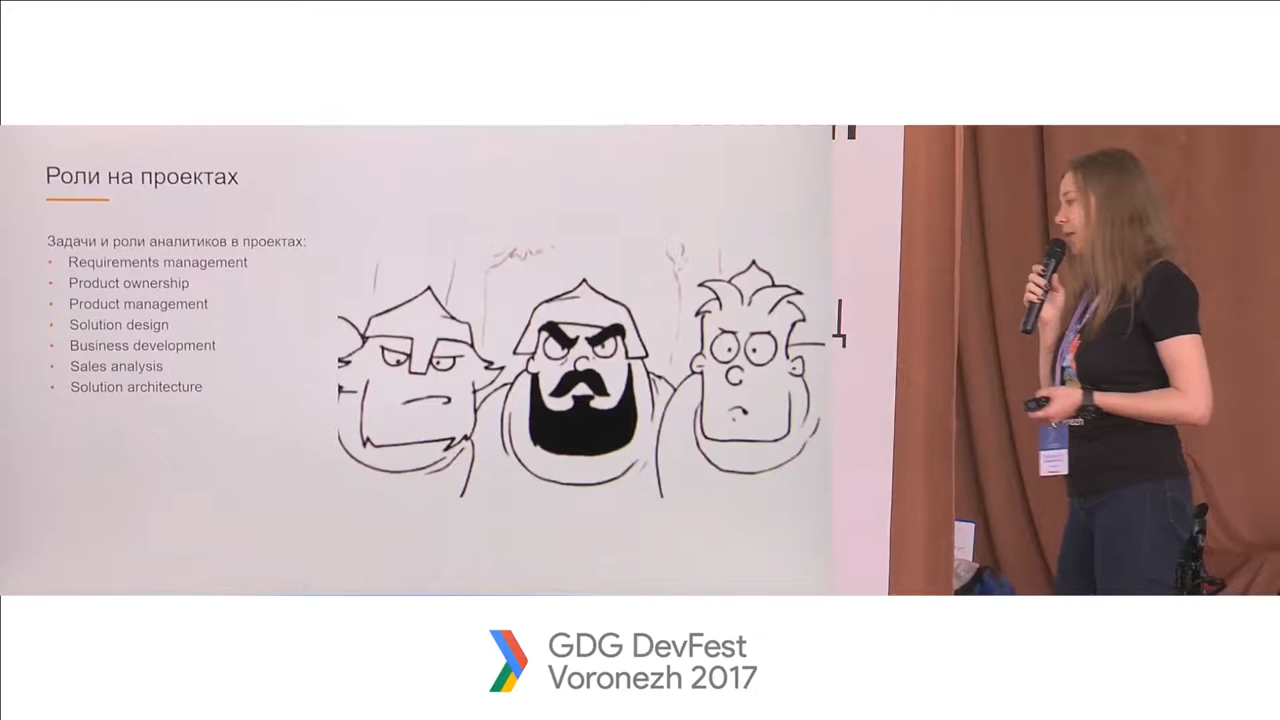 Роли на проектах
Задачи и роли аналитиков в проектах:
Requirements management
Product ownership
Product management
Solution design
Business development
Sales analysis
Solution architecture
GDG DevFest
Voronezh 2017